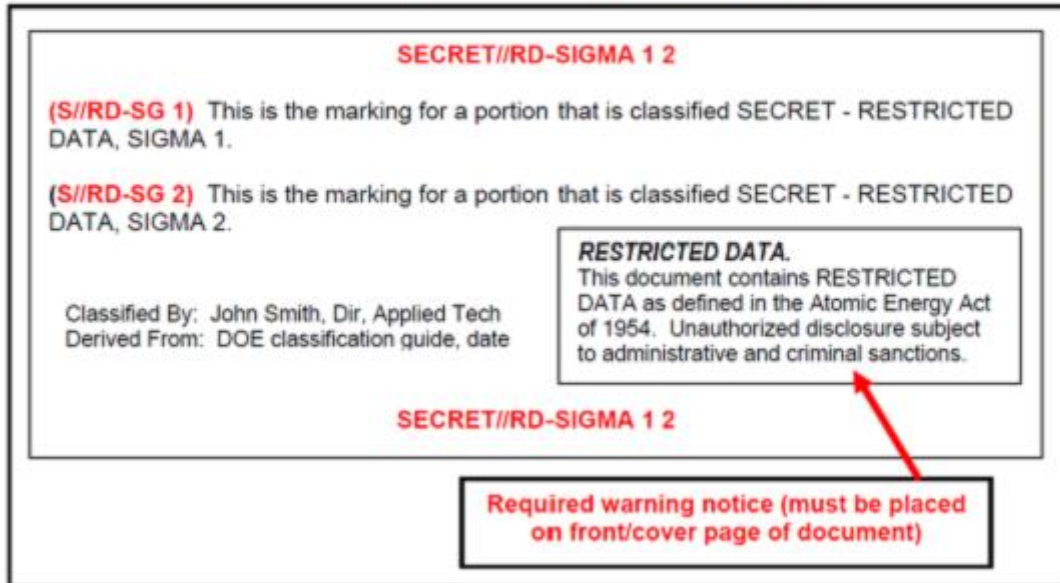 SECRET//RD-SIGMA 1 2
(S//RD-SG 1) This is the marking for a portion that is classified SECRET - RESTRICTED
DATA, SIGMA 1.
(S//RD-SG 2) This is the marking for a portion that is classified SECRET - RESTRICTED
DATA, SIGMA 2.
RESTRICTED DATA.
This document contains RESTRICTED
DATA as defined in the Atomic Energy Act
of 1954. Unauthorized disclosure subject
to administrative and criminal sanctions.
Classified By: John Smith, Dir, Applied Tech
Derived From: DOE classification guide, date
SECRET//RD-SIGMA 1 2
Required warning notice (must be placed
on front/cover page of document)